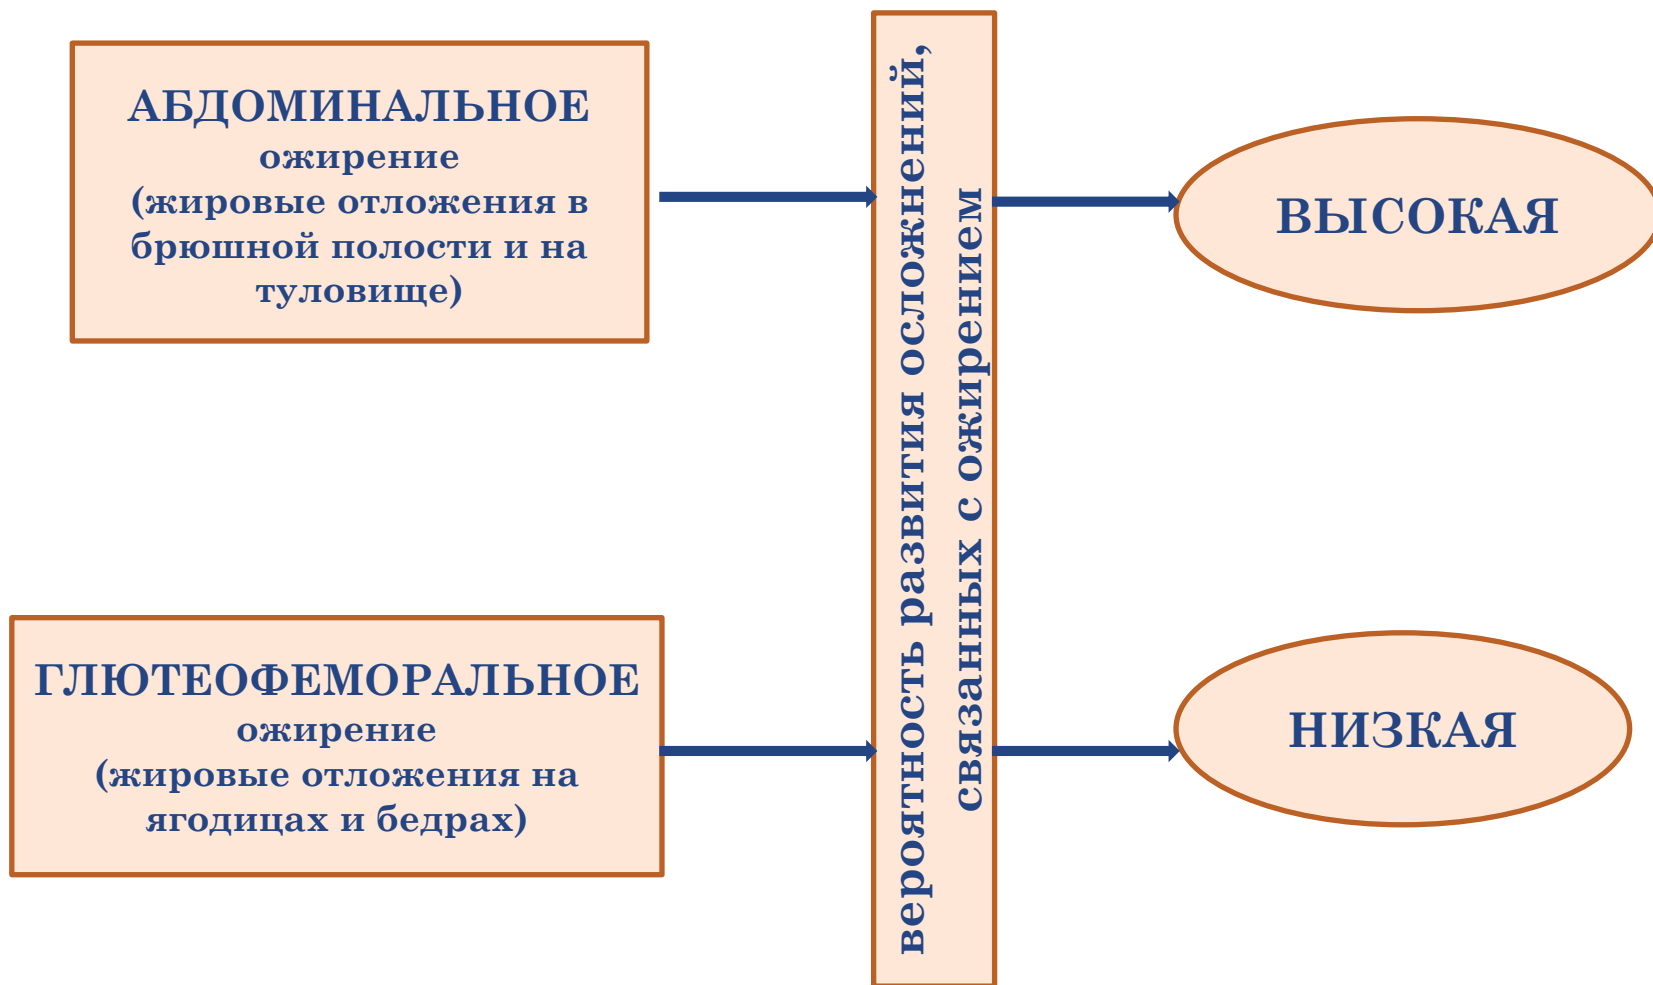 АБДОМИНАЛЬНОЕ
ожирение
(жировые отложения в
брюшной полости и на
туловище)
вероятность развития осложнений,
связанных с ожирением
ВЫСОКАЯ
ГЛЮТЕОФЕМОРАЛЬНОЕ
ожирение
(жировые отложения на
ягодицах и бедрах)
НИЗКАЯ